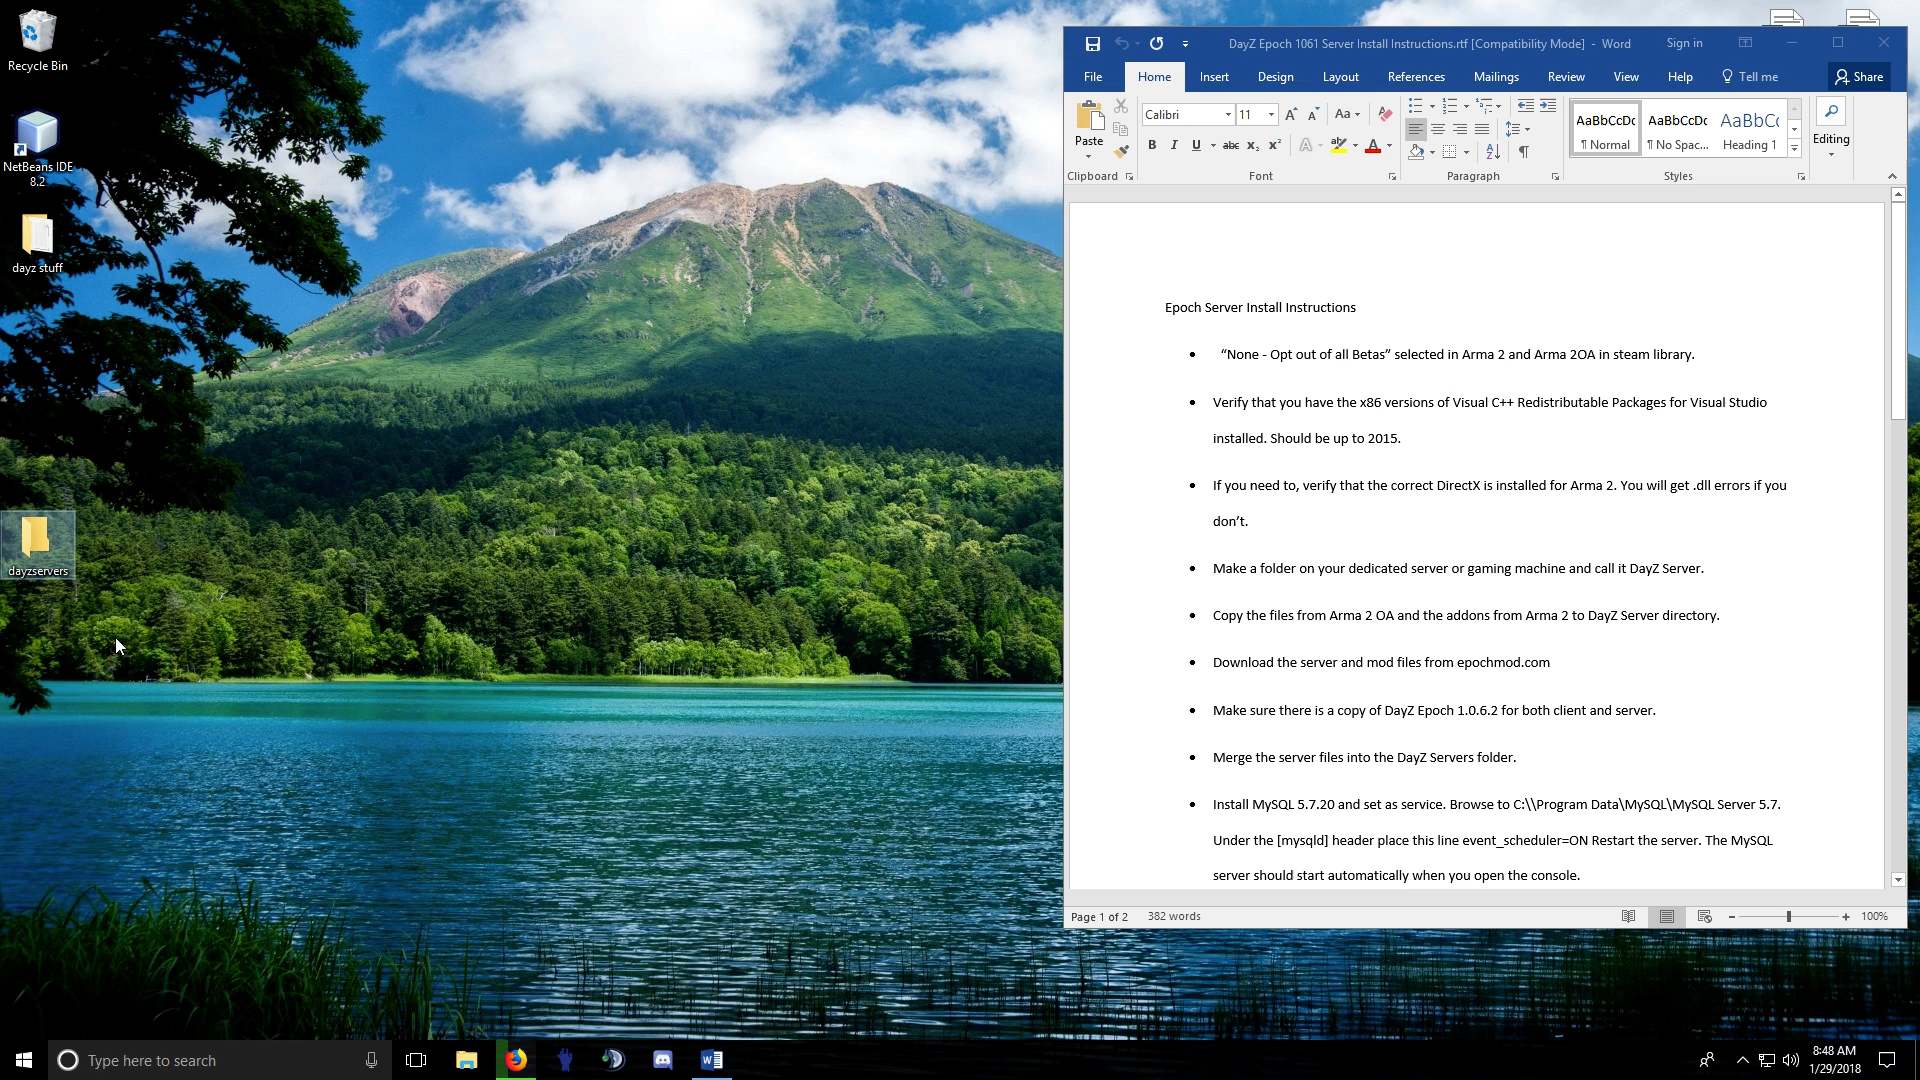 Recycle Bin
NetBeans IDE
8.2
dayz stuff
dayzservers
DayZ Epoch 1061 Server Install Instructions.rtf [Compatibility Mode] - Word
Sign in
File Home Insert Design Layout References Mailings Review View Help Tell me Share
Paste
Calibri 11 Aa
B I U abc x₂ x² A ab A
AaBbCcDc AaBbCcDc AaBbCc
¶ Normal ¶ No Spac... Heading 1
Editing
Clipboard Font Paragraph Styles
Epoch Server Install Instructions
• “None - Opt out of all Betas” selected in Arma 2 and Arma 2OA in steam library.
• Verify that you have the x86 versions of Visual C++ Redistributable Packages for Visual Studio
installed. Should be up to 2015.
• If you need to, verify that the correct DirectX is installed for Arma 2. You will get .dll errors if you
don’t.
• Make a folder on your dedicated server or gaming machine and call it DayZ Server.
• Copy the files from Arma 2 OA and the addons from Arma 2 to DayZ Server directory.
• Download the server and mod files from epochmod.com
• Make sure there is a copy of DayZ Epoch 1.0.6.2 for both client and server.
• Merge the server files into the DayZ Servers folder.
• Install MySQL 5.7.20 and set as service. Browse to C:\\Program Data\MySQL\MySQL Server 5.7.
Under the [mysqld] header place this line event_scheduler=ON Restart the server. The MySQL
server should start automatically when you open the console.
Page 1 of 2 382 words 100%
Type here to search
8:48 AM
1/29/2018